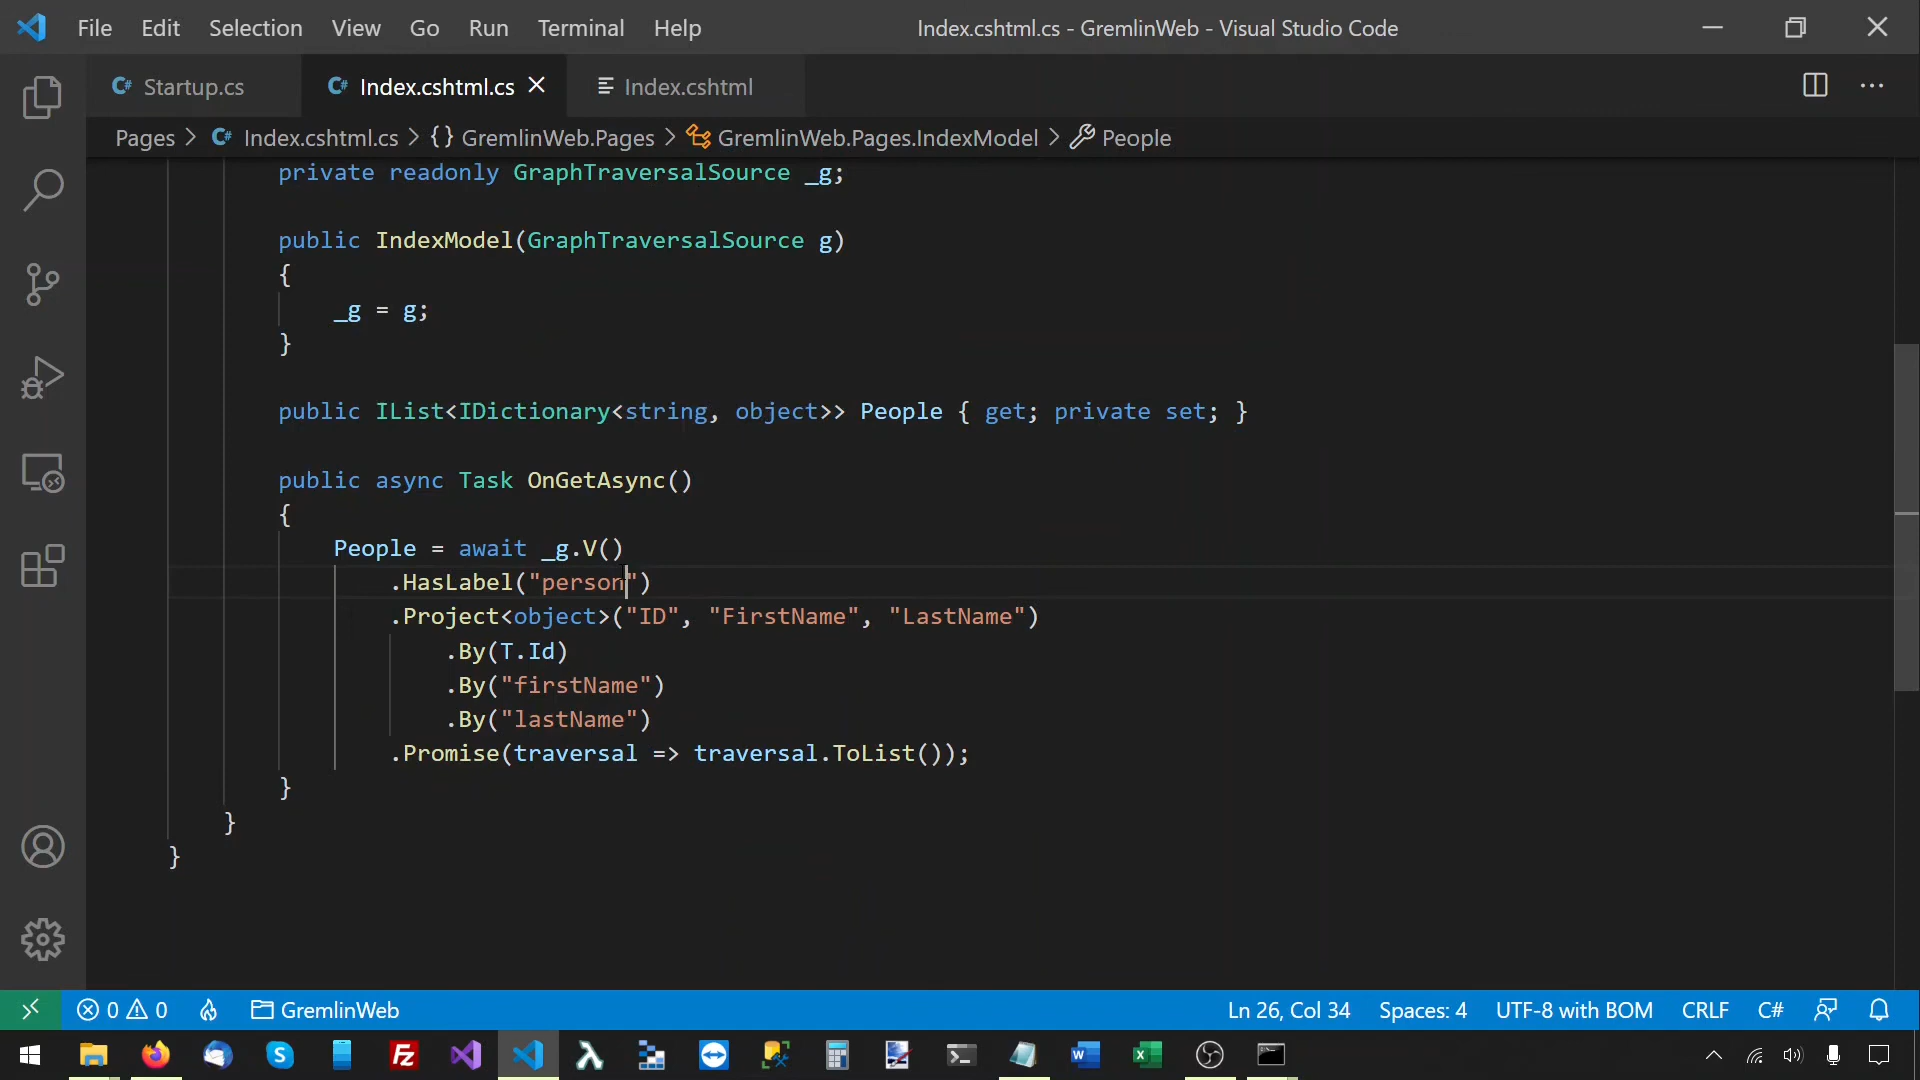 File Edit Selection View Go Run Terminal Help Index.cshtml.cs - GremlinWeb - Visual Studio Code
C# Startup.cs C# Index.cshtml.cs Index.cshtml
Pages > C# Index.cshtml.cs > {} GremlinWeb.Pages > GremlinWeb.Pages.IndexModel > People
private readonly GraphTraversalSource _g;
public IndexModel(GraphTraversalSource g)
{
_g = g;
}
public IList<IDictionary<string, object>> People { get; private set; }
public async Task OnGetAsync()
{
People = await _g.V()
.HasLabel("person")
.Project<object>("ID", "FirstName", "LastName")
.By(T.Id)
.By("firstName")
.By("lastName")
.Promise(traversal => traversal.ToList());
}
}
}
0 0 GremlinWeb Ln 26, Col 34 Spaces: 4 UTF-8 with BOM CRLF C#